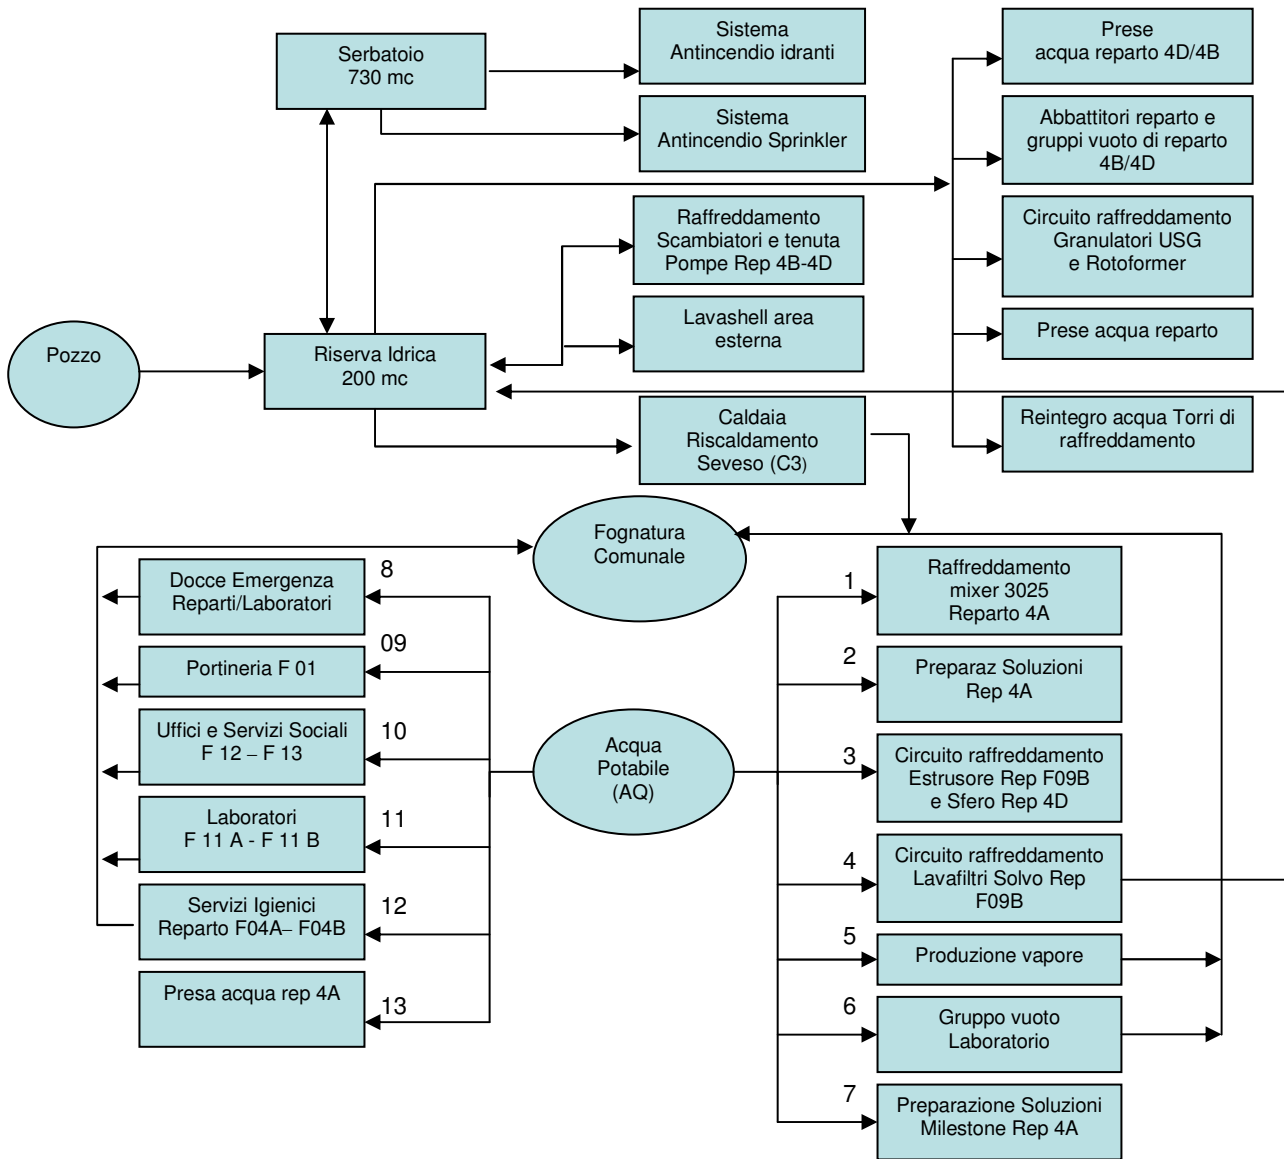 Serbatoio
730 mc
Sistema
Antincendio idranti
Sistema
Antincendio Sprinkler
Prese
acqua reparto 4D/4B
Abbattitori reparto e
gruppi vuoto di reparto
4B/4D
Raffreddamento
Scambiatori e tenuta
Pompe Rep 4B-4D
Circuito raffreddamento
Granulatori USG
e Rotoformer
Lavashell area
esterna
Prese acqua reparto
Pozzo
Riserva Idrica
200 mc
Caldaia
Riscaldamento
Seveso (C3)
Reintegro acqua Torri di
raffreddamento
Fognatura
Comunale
8
Docce Emergenza
Reparti/Laboratori
09
Portineria F 01
10
Uffici e Servizi Sociali
F 12 – F 13
11
Laboratori
F 11 A - F 11 B
12
Servizi Igienici
Reparto F04A– F04B
13
Presa acqua rep 4A
Acqua
Potabile
(AQ)
1
Raffreddamento
mixer 3025
Reparto 4A
2
Preparaz Soluzioni
Rep 4A
3
Circuito raffreddamento
Estrusore Rep F09B
e Sfero Rep 4D
4
Circuito raffreddamento
Lavafiltri Solvo Rep
F09B
5
Produzione vapore
6
Gruppo vuoto
Laboratorio
7
Preparazione Soluzioni
Milestone Rep 4A